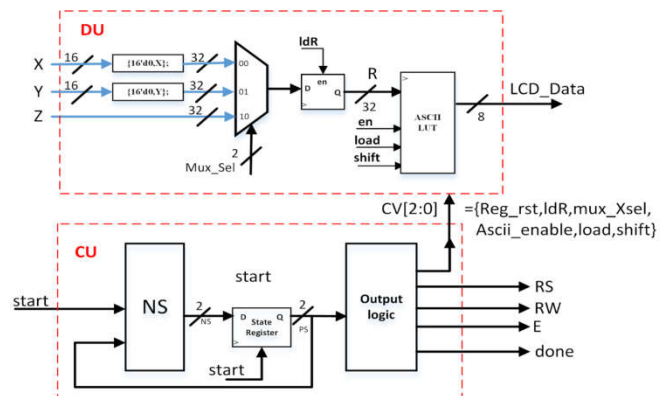 DU
X 16 {16'd0,X}; 32 00
Y 16 {16'd0,Y}; 32 01
Z 32 10
Mux_Sel 2
ldR
D en Q
R
32
ASCII
LUT
en
load
shift
8
LCD_Data
CV[2:0] ={Reg_rst,ldR,mux_Xsel,
Ascii_enable,load,shift}
CU
start
start
NS
2
NS
D State Q
Register
2
PS
start
Output
logic
RS
RW
E
done